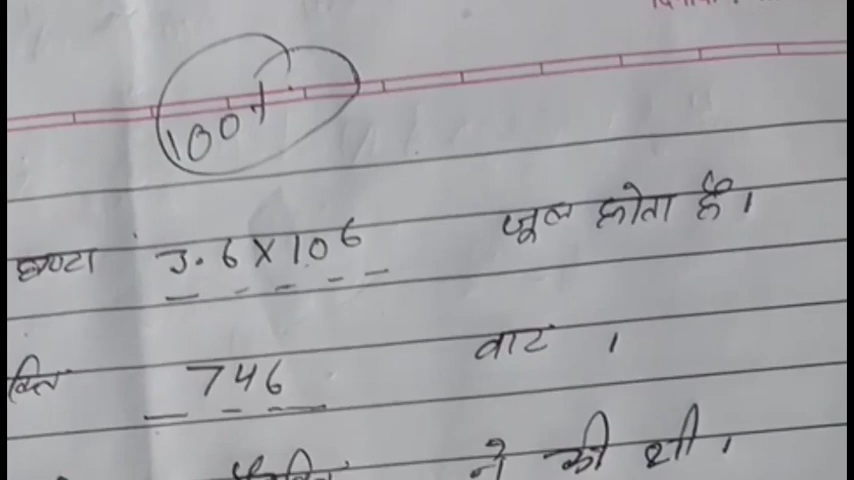 100%
घण्टा 3.6×10⁶ जूल होता है।
746 वाट ।
ने की थी।